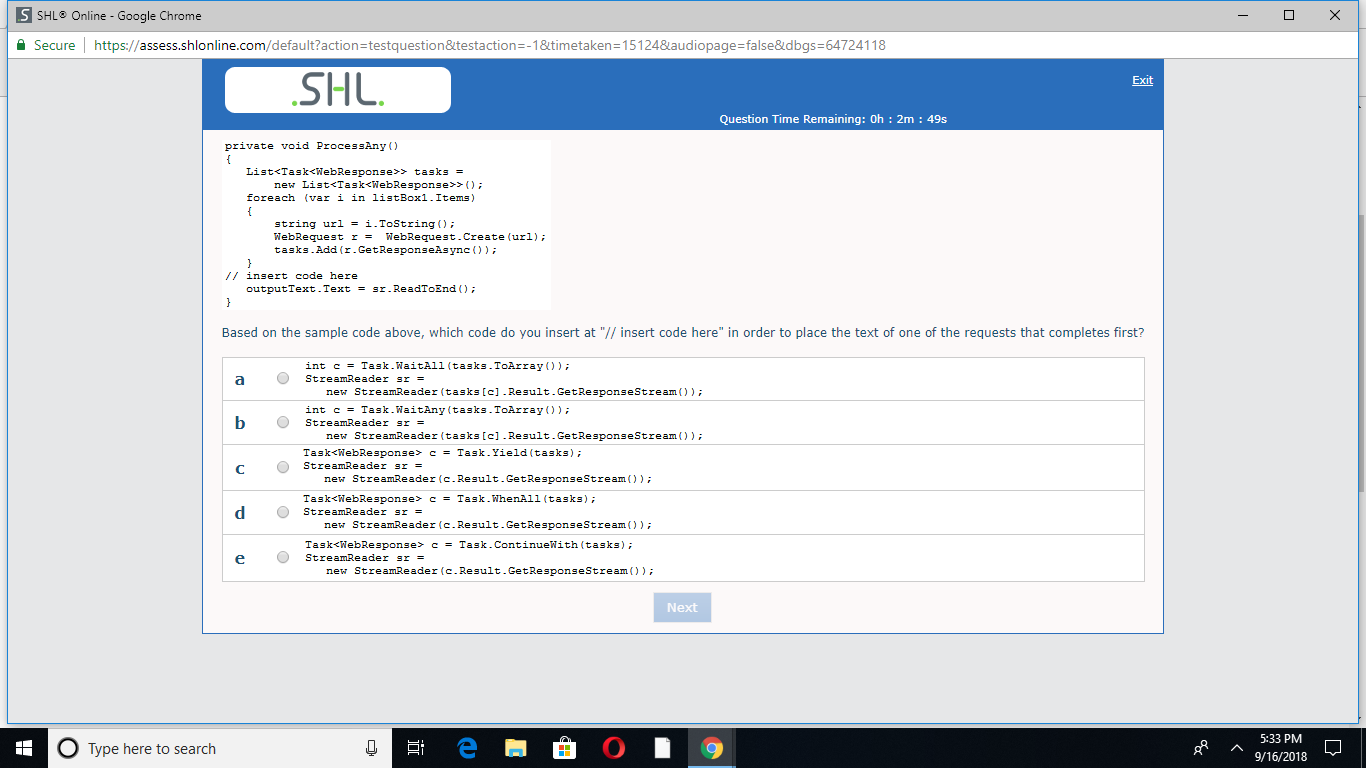 SHL® Online - Google Chrome
Secure https://assess.shlonline.com/default?action=testquestion&testaction=-1&timetaken=15124&audiopage=false&dbgs=64724118
.SHL.
Exit
Question Time Remaining: 0h : 2m : 49s
private void ProcessAny()
{
List<Task<WebResponse>> tasks =
new List<Task<WebResponse>>();
foreach (var i in listBox1.Items)
{
string url = i.ToString();
WebRequest r = WebRequest.Create(url);
tasks.Add(r.GetResponseAsync());
}
// insert code here
outputText.Text = sr.ReadToEnd();
}
Based on the sample code above, which code do you insert at "// insert code here" in order to place the text of one of the requests that completes first?
a
int c = Task.WaitAll(tasks.ToArray());
StreamReader sr =
new StreamReader(tasks[c].Result.GetResponseStream());
b
int c = Task.WaitAny(tasks.ToArray());
StreamReader sr =
new StreamReader(tasks[c].Result.GetResponseStream());
c
Task<WebResponse> c = Task.Yield(tasks);
StreamReader sr =
new StreamReader(c.Result.GetResponseStream());
d
Task<WebResponse> c = Task.WhenAll(tasks);
StreamReader sr =
new StreamReader(c.Result.GetResponseStream());
e
Task<WebResponse> c = Task.ContinueWith(tasks);
StreamReader sr =
new StreamReader(c.Result.GetResponseStream());
Next
Type here to search
5:33 PM
9/16/2018